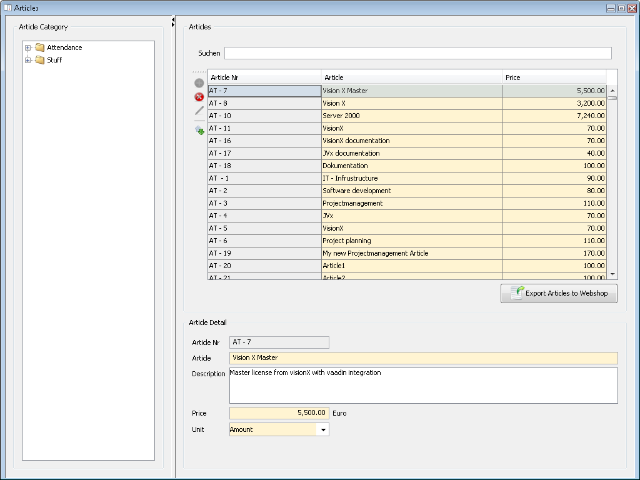 Articles
Article Category
Attendance
Stuff
Articles
Suchen
Article Nr Article Price
AT - 7 Vision X Master 5,500.00
AT - 8 Vision X 3,200.00
AT - 10 Server 2000 7,240.00
AT - 11 VisionX 70.00
AT - 16 VisionX documentation 70.00
AT - 17 JVx documentation 40.00
AT - 18 Dokumentation 100.00
AT - 1 IT - Infrustructure 90.00
AT - 2 Software development 80.00
AT - 3 Projectmanagement 110.00
AT - 4 JVx 70.00
AT - 5 VisionX 70.00
AT - 6 Project planning 110.00
AT - 19 My new Projectmanagement Article 170.00
AT - 20 Article1 100.00
AT - 21 Article2 100.00
Export Articles to Webshop
Article Detail
Article Nr AT - 7
Article Vision X Master
Description Master license from visionX with vaadin integration
Price 5,500.00 Euro
Unit Amount